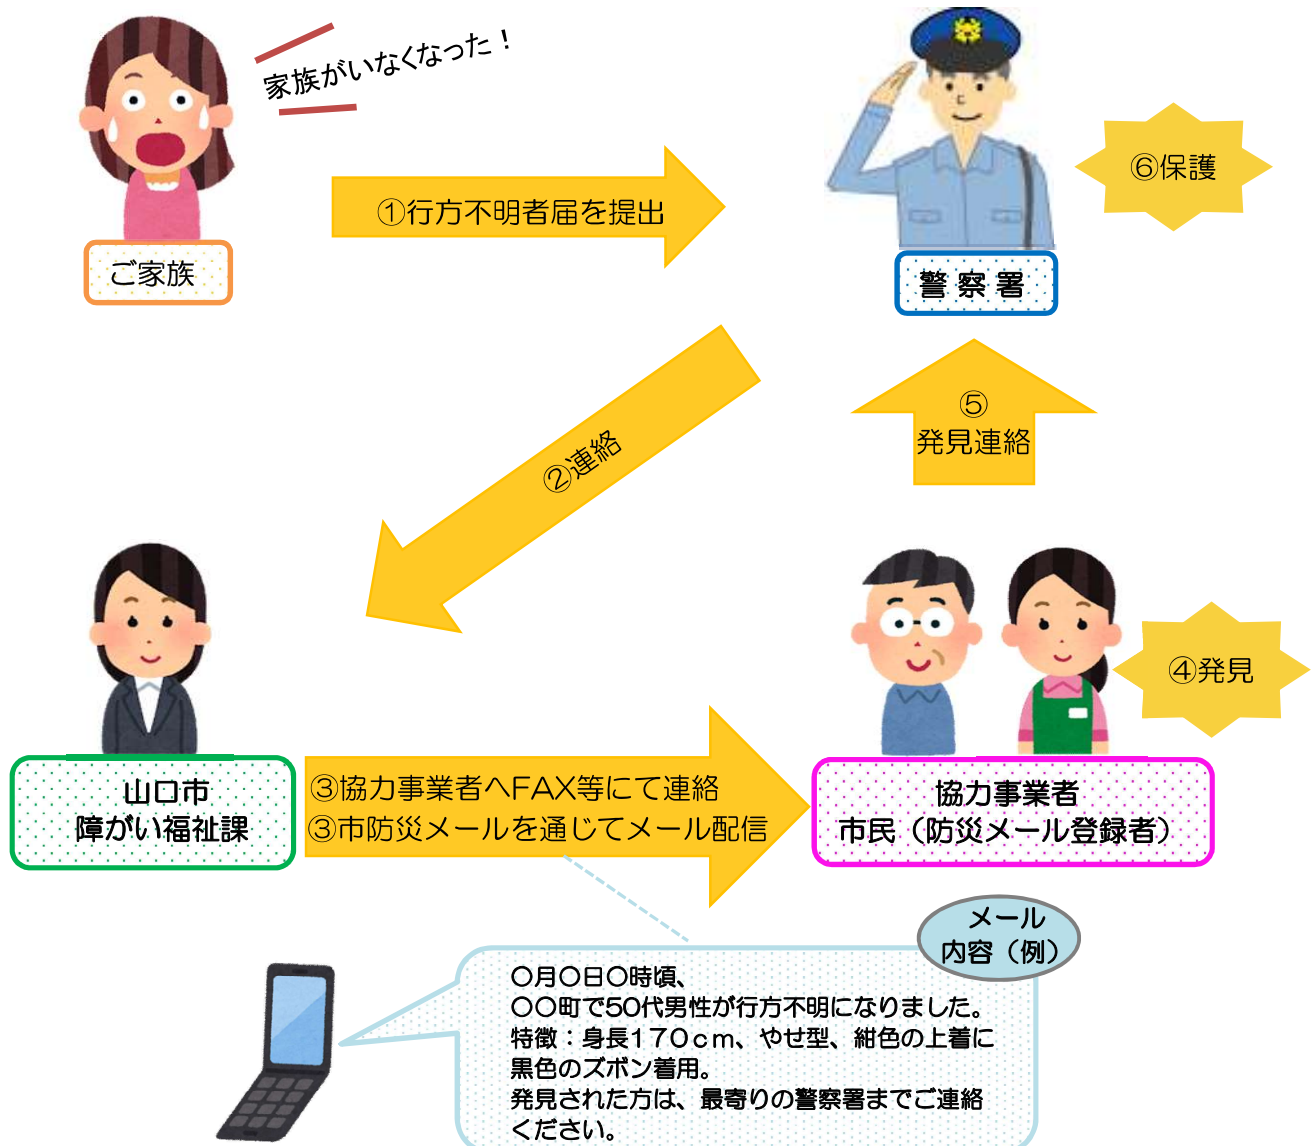 家族がいなくなった！
①行方不明者届を提出
⑥保護
ご家族
警察署
②連絡
⑤
発見連絡
④発見
山口市
障がい福祉課
③協力事業者へFAX等にて連絡
③市防災メールを通じてメール配信
協力事業者
市民（防災メール登録者）
メール
内容（例）
〇月〇日〇時頃、
〇〇町で50代男性が行方不明になりました。
特徴：身長170ｃｍ、やせ型、紺色の上着に
黒色のズボン着用。
発見された方は、最寄りの警察署までご連絡
ください。